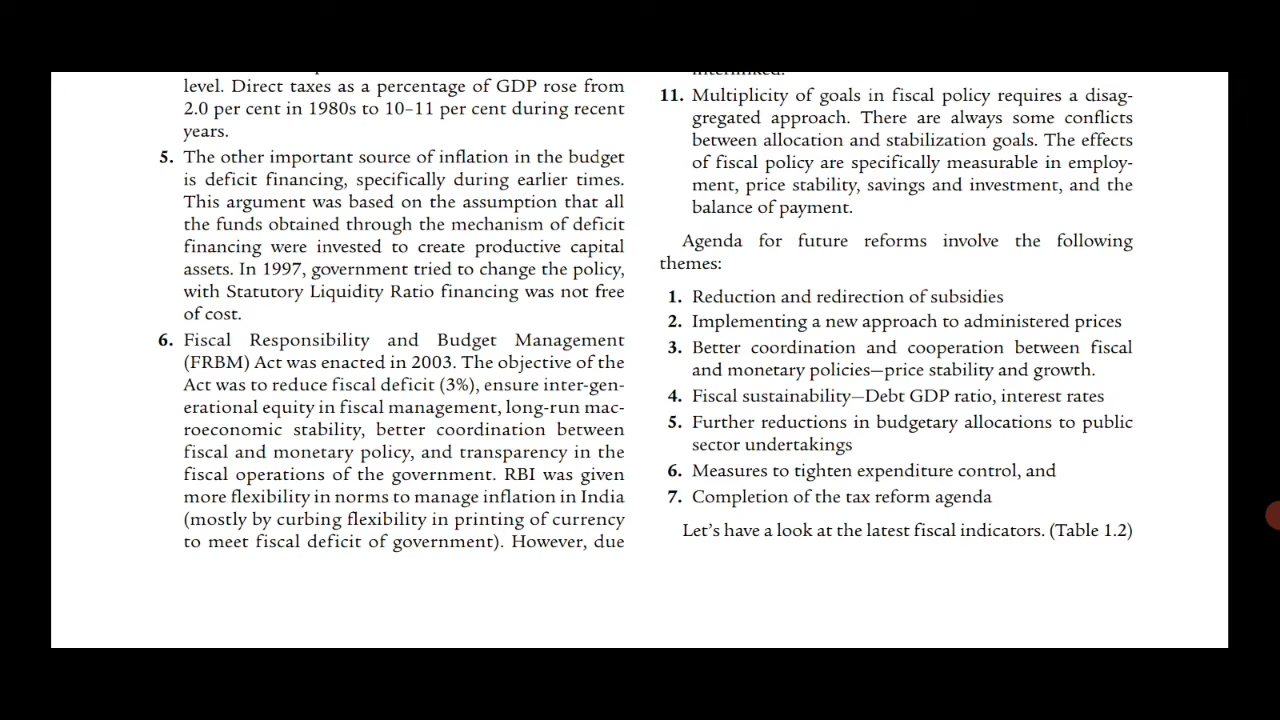 level. Direct taxes as a percentage of GDP rose from
2.0 per cent in 1980s to 10–11 per cent during recent
years.
5. The other important source of inflation in the budget
is deficit financing, specifically during earlier times.
This argument was based on the assumption that all
the funds obtained through the mechanism of deficit
financing were invested to create productive capital
assets. In 1997, government tried to change the policy,
with Statutory Liquidity Ratio financing was not free
of cost.
6. Fiscal Responsibility and Budget Management
(FRBM) Act was enacted in 2003. The objective of the
Act was to reduce fiscal deficit (3%), ensure inter-gen-
erational equity in fiscal management, long-run mac-
roeconomic stability, better coordination between
fiscal and monetary policy, and transparency in the
fiscal operations of the government. RBI was given
more flexibility in norms to manage inflation in India
(mostly by curbing flexibility in printing of currency
to meet fiscal deficit of government). However, due
interlinked.
11. Multiplicity of goals in fiscal policy requires a disag-
gregated approach. There are always some conflicts
between allocation and stabilization goals. The effects
of fiscal policy are specifically measurable in employ-
ment, price stability, savings and investment, and the
balance of payment.
Agenda for future reforms involve the following
themes:
1. Reduction and redirection of subsidies
2. Implementing a new approach to administered prices
3. Better coordination and cooperation between fiscal
and monetary policies—price stability and growth.
4. Fiscal sustainability—Debt GDP ratio, interest rates
5. Further reductions in budgetary allocations to public
sector undertakings
6. Measures to tighten expenditure control, and
7. Completion of the tax reform agenda
Let's have a look at the latest fiscal indicators. (Table 1.2)